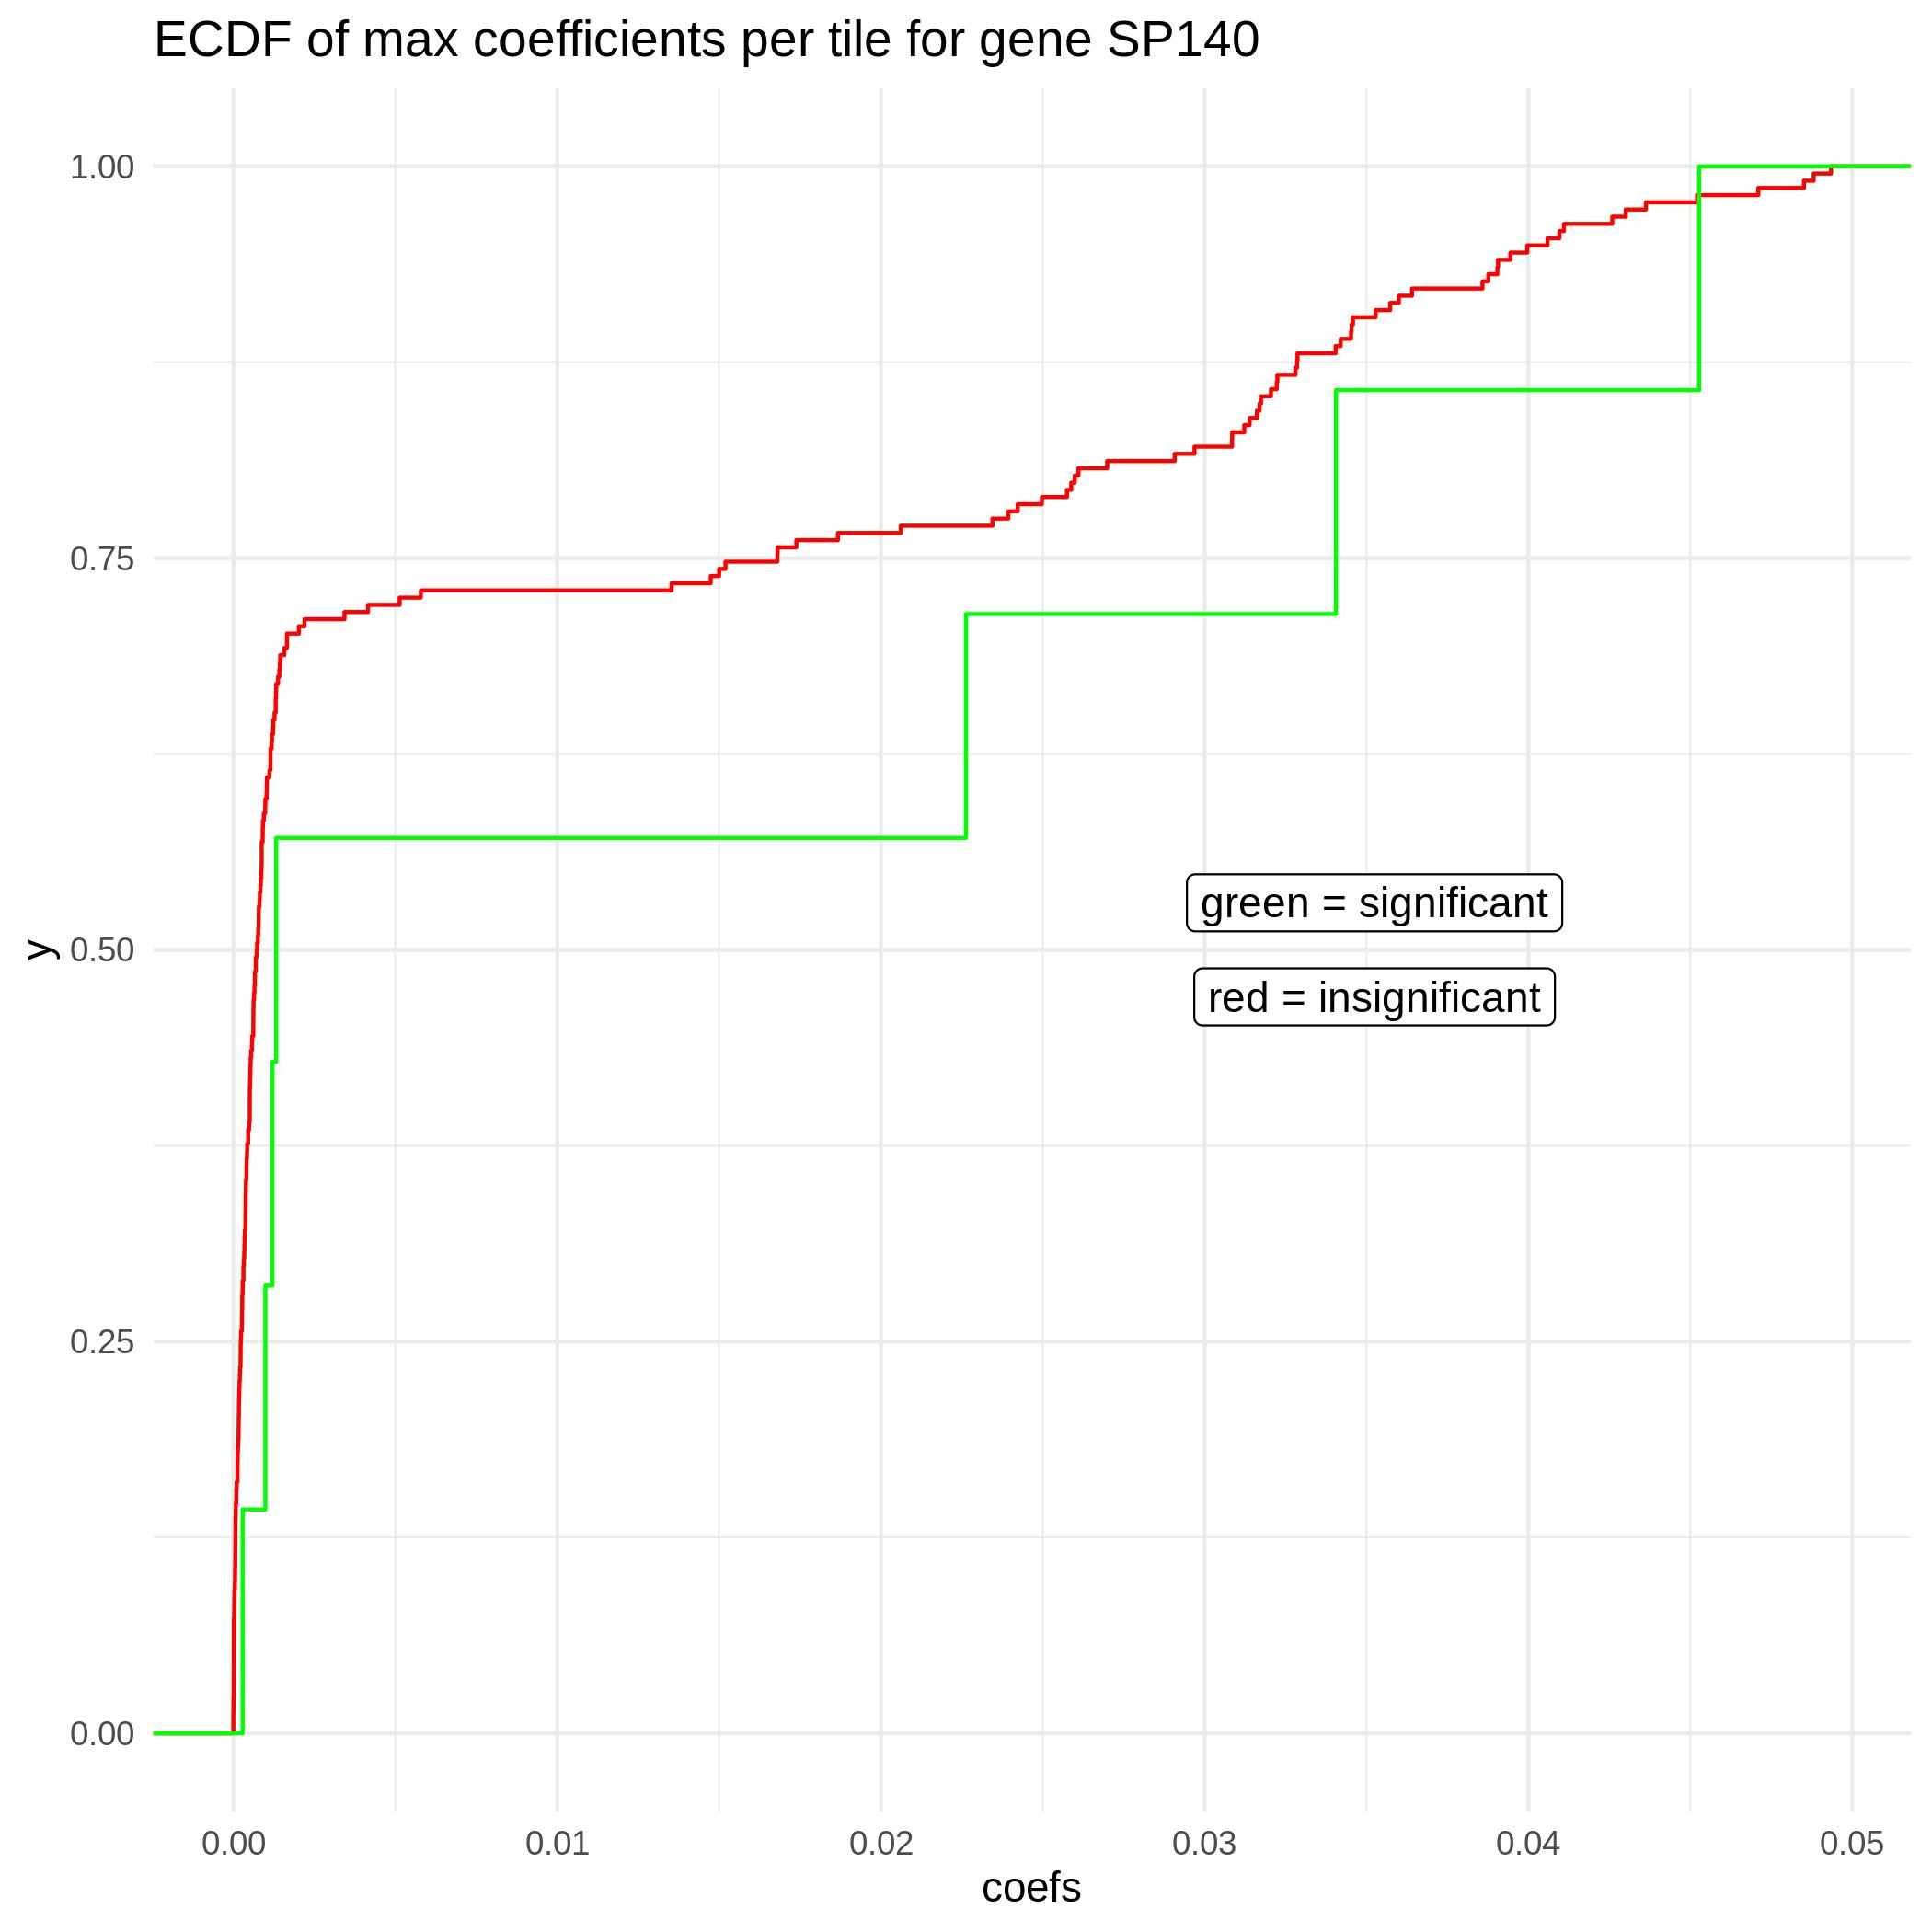 ECDF of max coefficients per tile for gene SP140
1.00
0.75
0.50
0.25
0.00
y
green = significant
red = insignificant
0.00 0.01 0.02 0.03 0.04 0.05
coefs